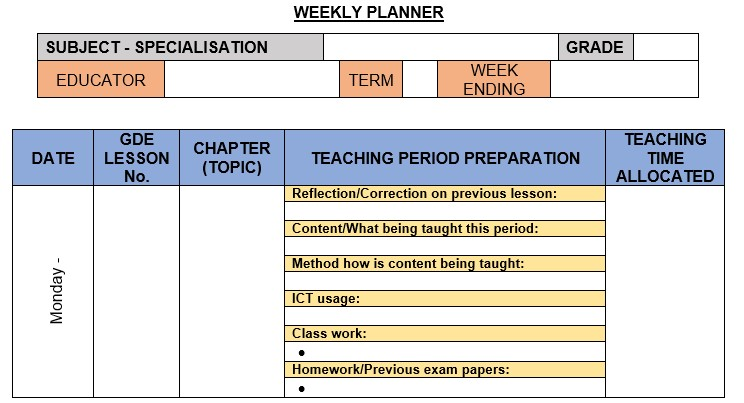 WEEKLY PLANNER
SUBJECT - SPECIALISATION GRADE
EDUCATOR TERM WEEK ENDING
DATE GDE LESSON No. CHAPTER (TOPIC) TEACHING PERIOD PREPARATION TEACHING TIME ALLOCATED
Monday -
Reflection/Correction on previous lesson:
Content/What being taught this period:
Method how is content being taught:
ICT usage:
Class work:
•
Homework/Previous exam papers:
•